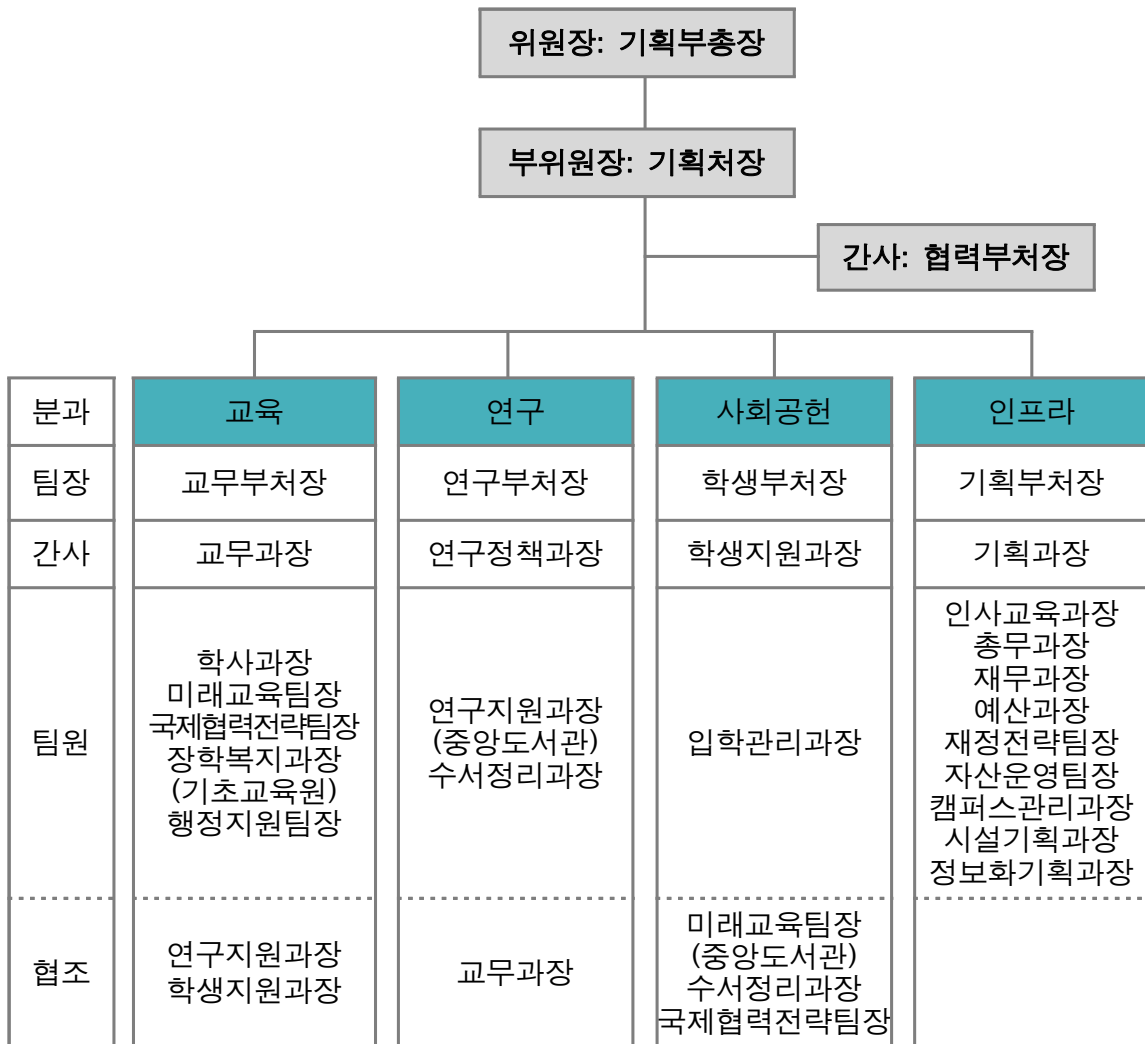 위원장: 기획부총장
부위원장: 기획처장
간사: 협력부처장
분과 교육 연구 사회공헌 인프라
팀장 교무부처장 연구부처장 학생부처장 기획부처장
간사 교무과장 연구정책과장 학생지원과장 기획과장
팀원
학사과장
미래교육팀장
국제협력전략팀장
장학복지과장
(기초교육원)
행정지원팀장
연구지원과장
(중앙도서관)
수서정리과장
입학관리과장
인사교육과장
총무과장
재무과장
예산과장
재정전략팀장
자산운영팀장
캠퍼스관리과장
시설기획과장
정보화기획과장
협조
연구지원과장
학생지원과장
교무과장
미래교육팀장
(중앙도서관)
수서정리과장
국제협력전략팀장